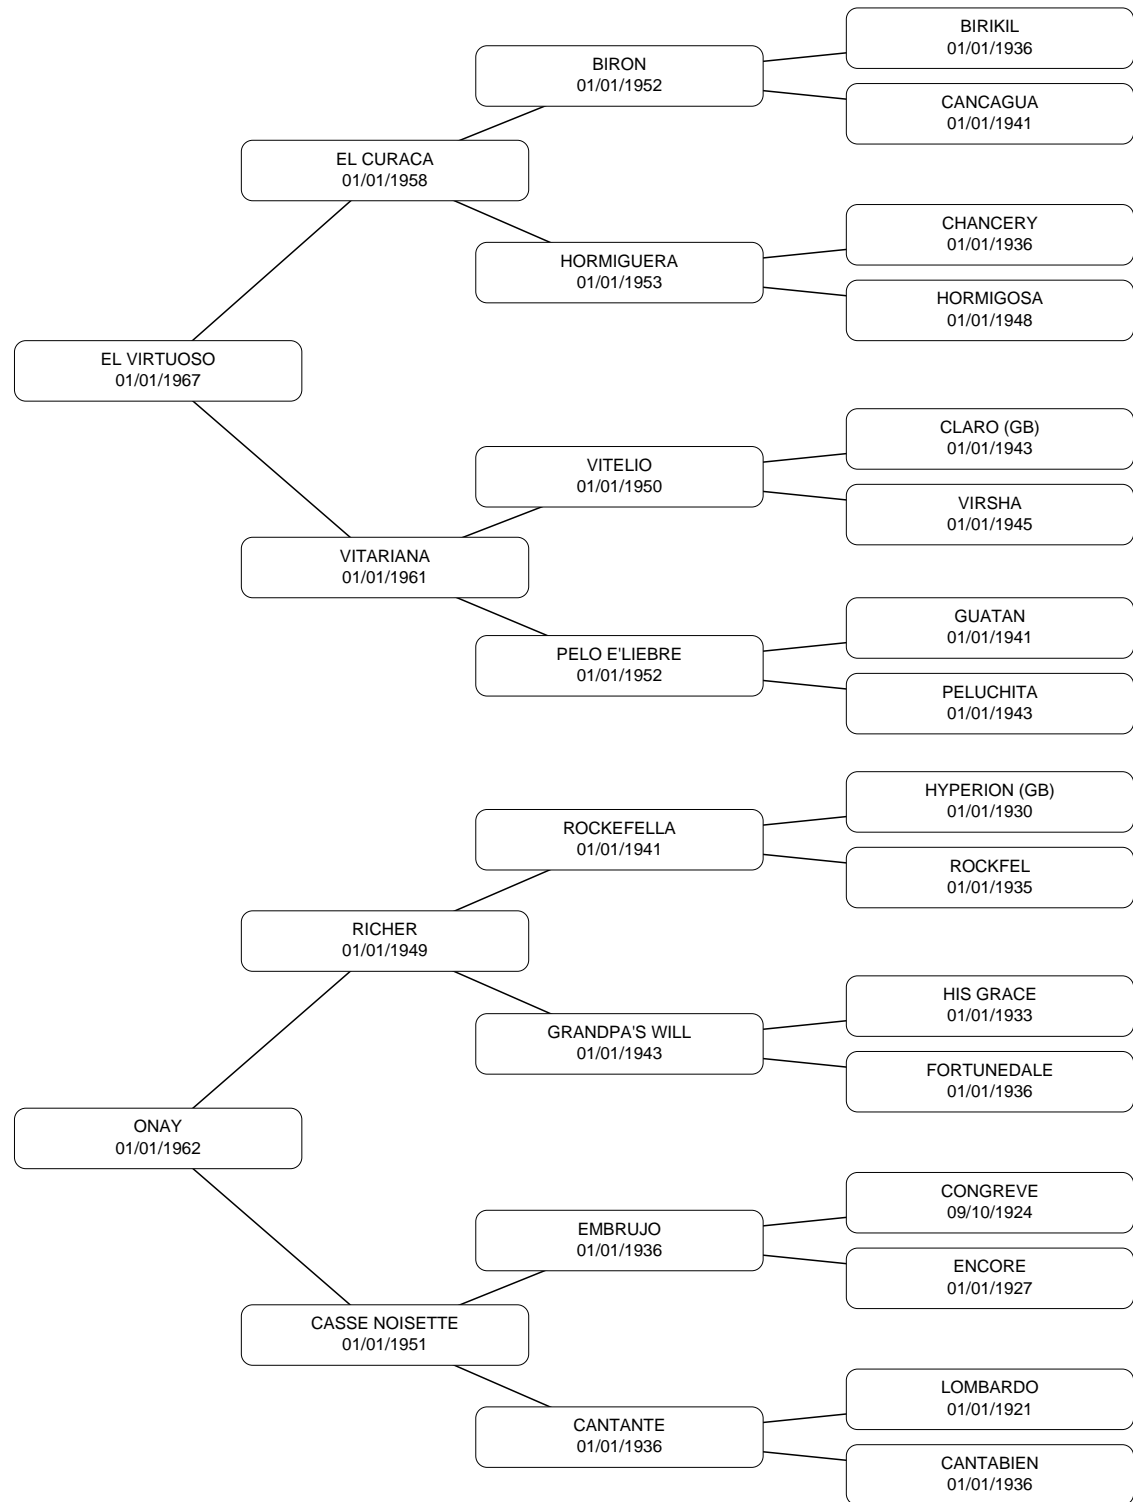 BIRIKIL
01/01/1936
BIRON
01/01/1952
CANCAGUA
01/01/1941
EL CURACA
01/01/1958
CHANCERY
01/01/1936
HORMIGUERA
01/01/1953
HORMIGOSA
01/01/1948
EL VIRTUOSO
01/01/1967
CLARO (GB)
01/01/1943
VITELIO
01/01/1950
VIRSHA
01/01/1945
VITARIANA
01/01/1961
GUATAN
01/01/1941
PELO E'LIEBRE
01/01/1952
PELUCHITA
01/01/1943
HYPERION (GB)
01/01/1930
ROCKEFELLA
01/01/1941
ROCKFEL
01/01/1935
RICHER
01/01/1949
HIS GRACE
01/01/1933
GRANDPA'S WILL
01/01/1943
FORTUNEDALE
01/01/1936
ONAY
01/01/1962
CONGREVE
09/10/1924
EMBRUJO
01/01/1936
ENCORE
01/01/1927
CASSE NOISETTE
01/01/1951
LOMBARDO
01/01/1921
CANTANTE
01/01/1936
CANTABIEN
01/01/1936